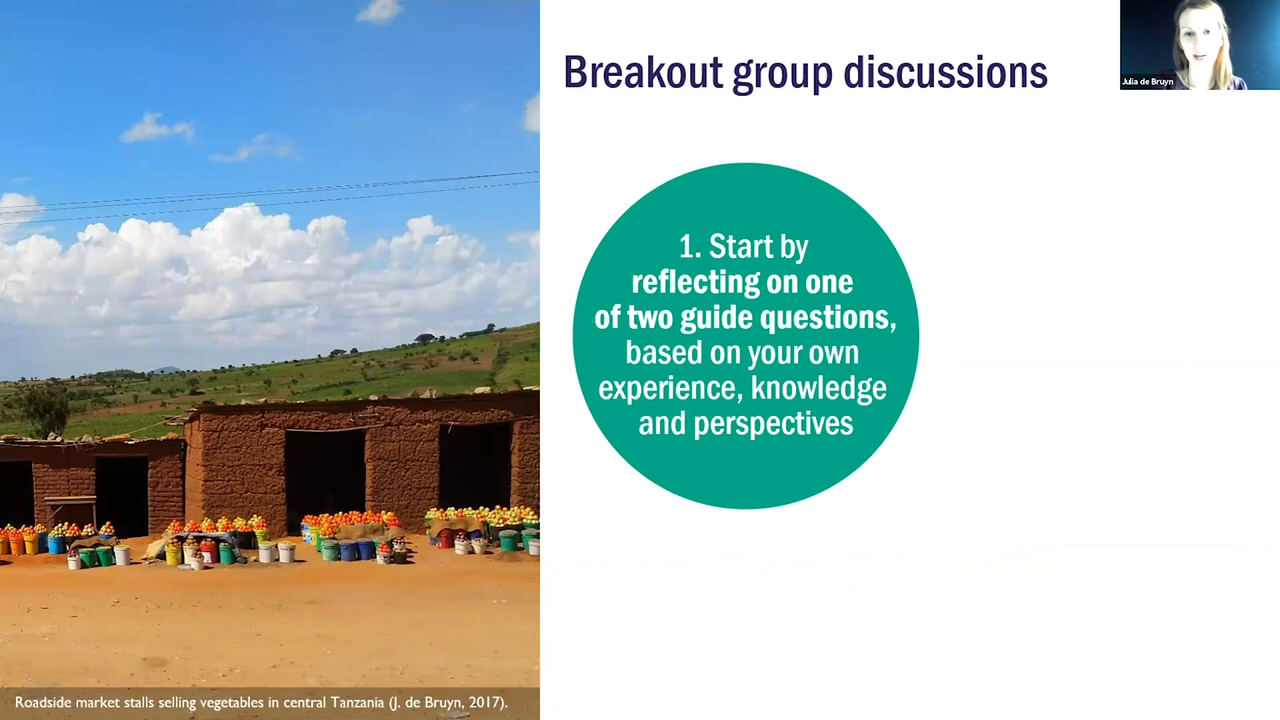 Breakout group discussions
Julia de Bruyn
1. Start by
reflecting on one
of two guide questions,
based on your own
experience, knowledge
and perspectives
Roadside market stalls selling vegetables in central Tanzania (J. de Bruyn, 2017).